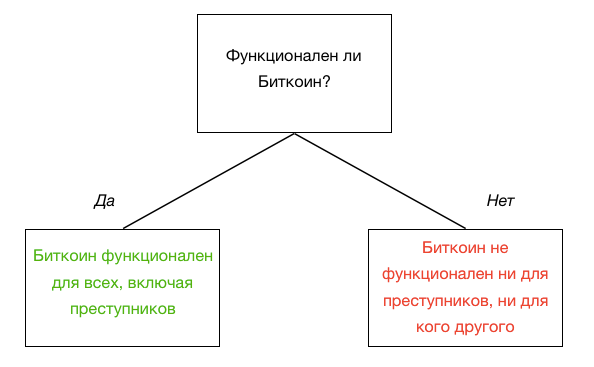 Функционален ли
Биткоин?
Да
Нет
Биткоин функционален
для всех, включая
преступников
Биткоин не
функционален ни для
преступников, ни для
кого другого